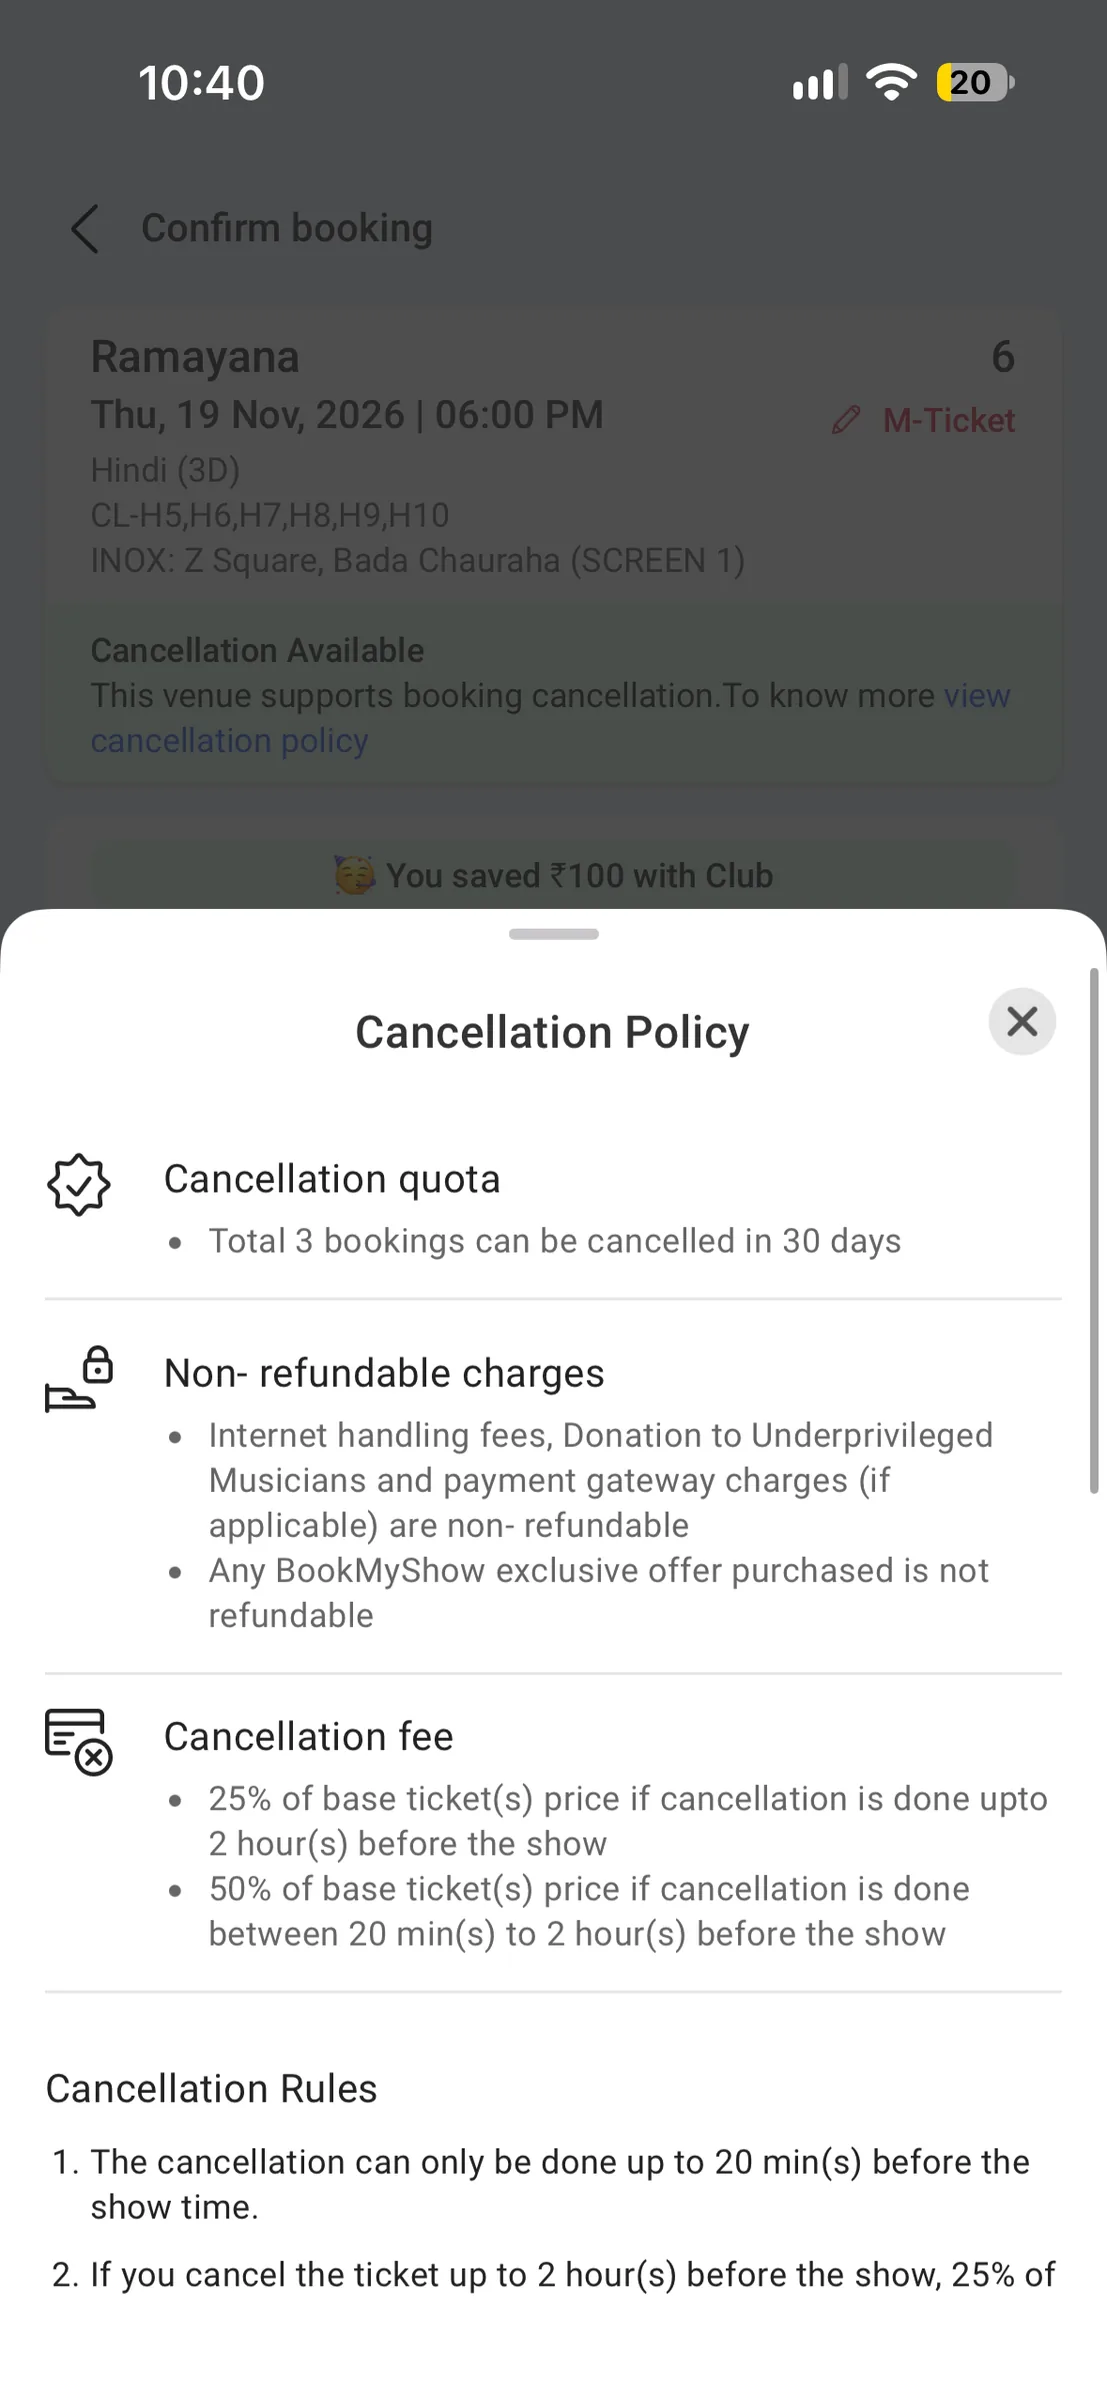 10:40
20
Confirm booking
Ramayana
6
Thu, 19 Nov, 2026 | 06:00 PM
M-Ticket
Hindi (3D)
CL-H5,H6,H7,H8,H9,H10
INOX: Z Square, Bada Chauraha (SCREEN 1)
Cancellation Available
This venue supports booking cancellation.To know more view
cancellation policy
You saved ₹100 with Club
Cancellation Policy
Cancellation quota
• Total 3 bookings can be cancelled in 30 days
Non- refundable charges
• Internet handling fees, Donation to Underprivileged
Musicians and payment gateway charges (if
applicable) are non- refundable
• Any BookMyShow exclusive offer purchased is not
refundable
Cancellation fee
• 25% of base ticket(s) price if cancellation is done upto
2 hour(s) before the show
• 50% of base ticket(s) price if cancellation is done
between 20 min(s) to 2 hour(s) before the show
Cancellation Rules
1. The cancellation can only be done up to 20 min(s) before the
show time.
2. If you cancel the ticket up to 2 hour(s) before the show, 25% of